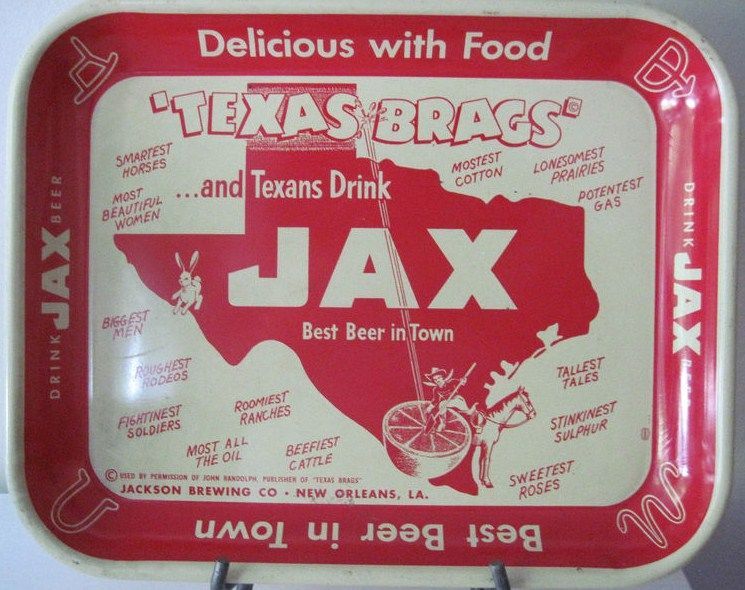 Delicious with Food
"TEXAS BRAGS" ©
SMARTEST
HORSES
MOSTEST
COTTON
LONESOMEST
PRAIRIES
MOST
BEAUTIFUL
WOMEN
...and Texans Drink
POTENTEST
GAS
DRINK JAX BEER
JAX
DRINK JAX
BIGGEST
MEN
Best Beer in Town
ROUGHEST
RODEOS
TALLEST
TALES
FIGHTINEST
SOLDIERS
ROOMIEST
RANCHES
STINKINEST
SULPHUR
MOST ALL
THE OIL
BEEFIEST
CATTLE
SWEETEST
ROSES
© USED BY PERMISSION OF JOHN RANDOLPH, PUBLISHER OF "TEXAS BRAGS"
JACKSON BREWING CO • NEW ORLEANS, LA.
Best Beer in Town